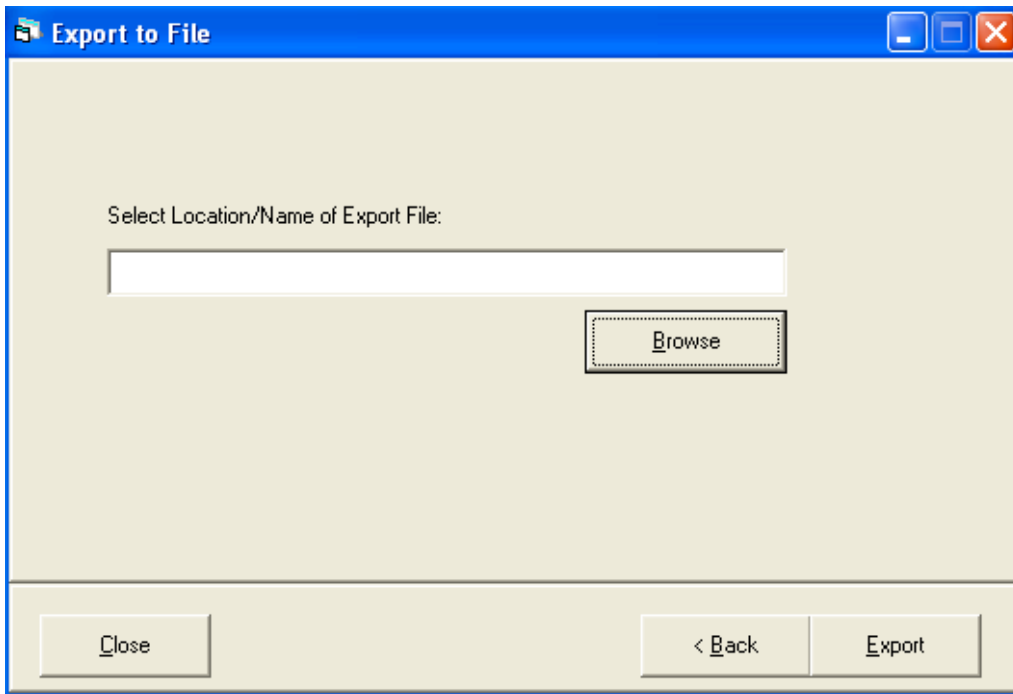 Export to File
Select Location/Name of Export File:
Browse
Close
< Back
Export